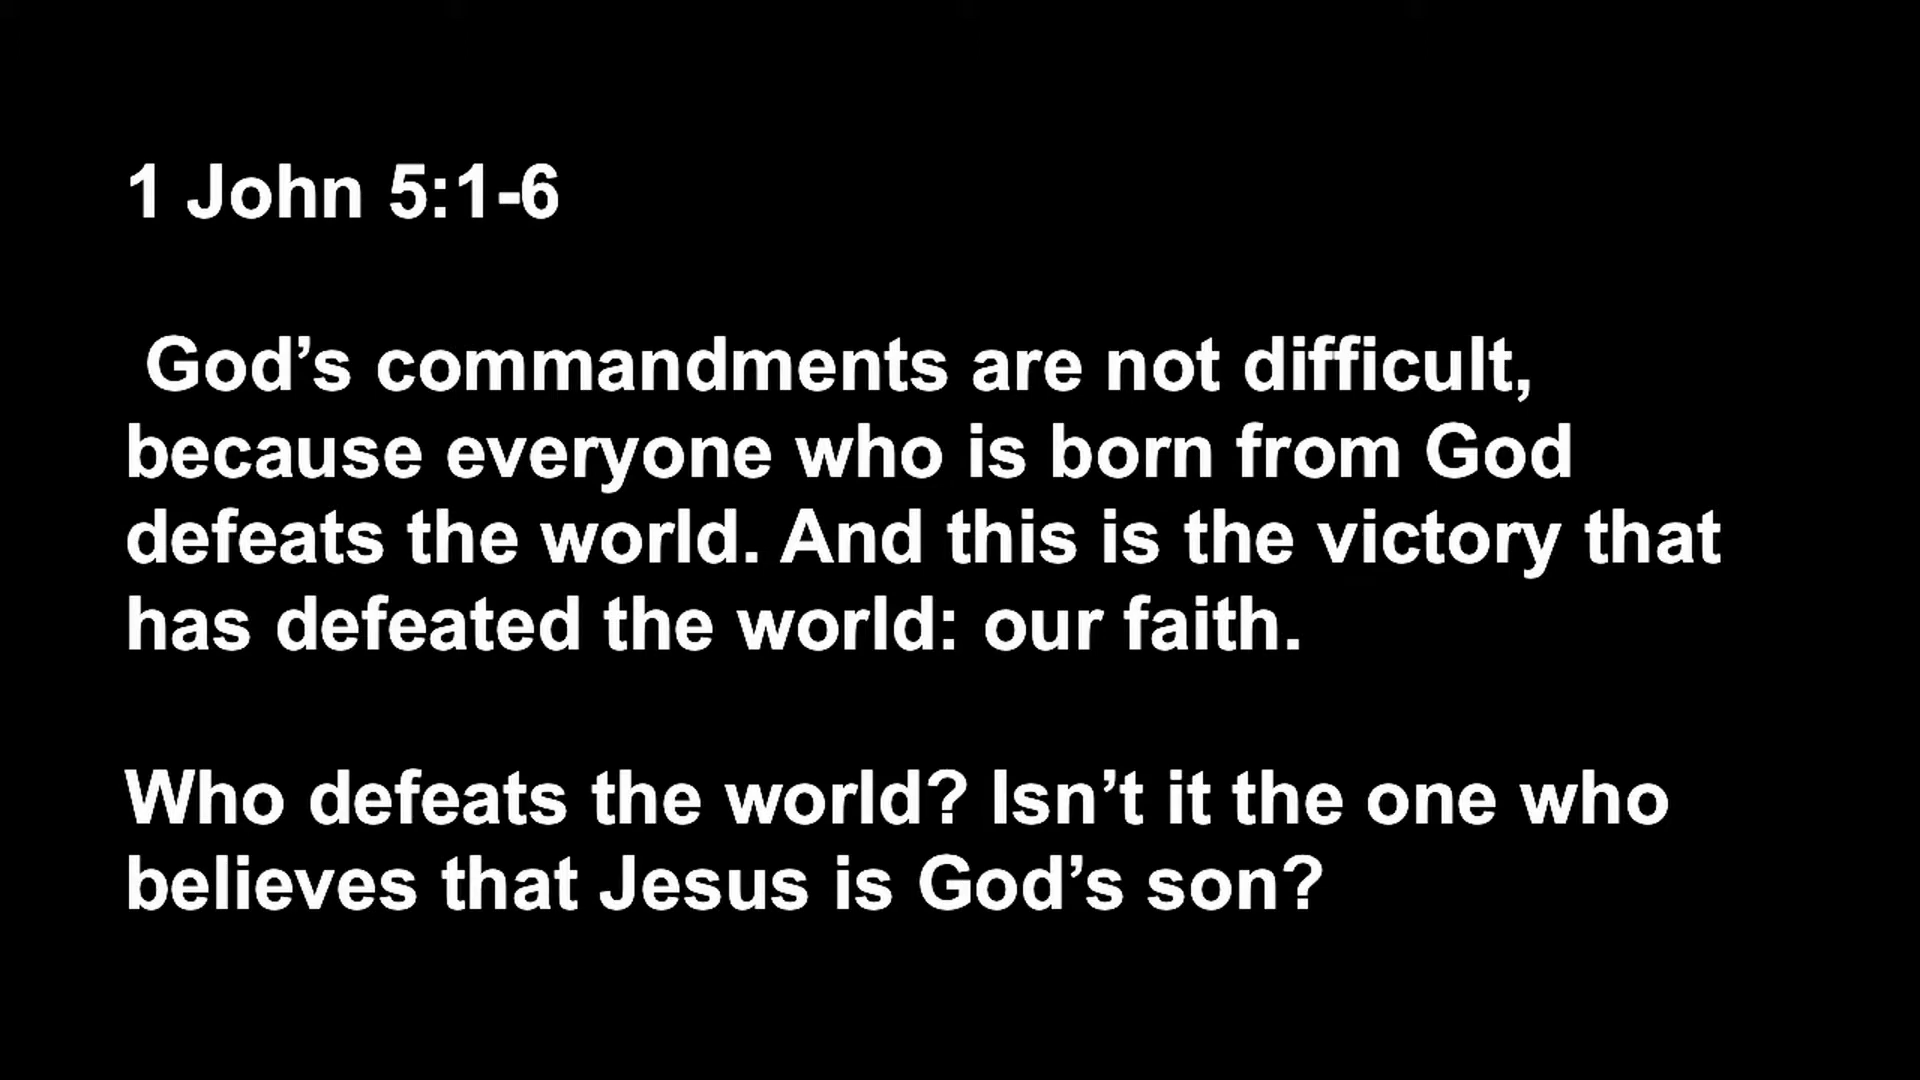 1 John 5:1-6
God’s commandments are not difficult,
because everyone who is born from God
defeats the world. And this is the victory that
has defeated the world: our faith.
Who defeats the world? Isn’t it the one who
believes that Jesus is God’s son?